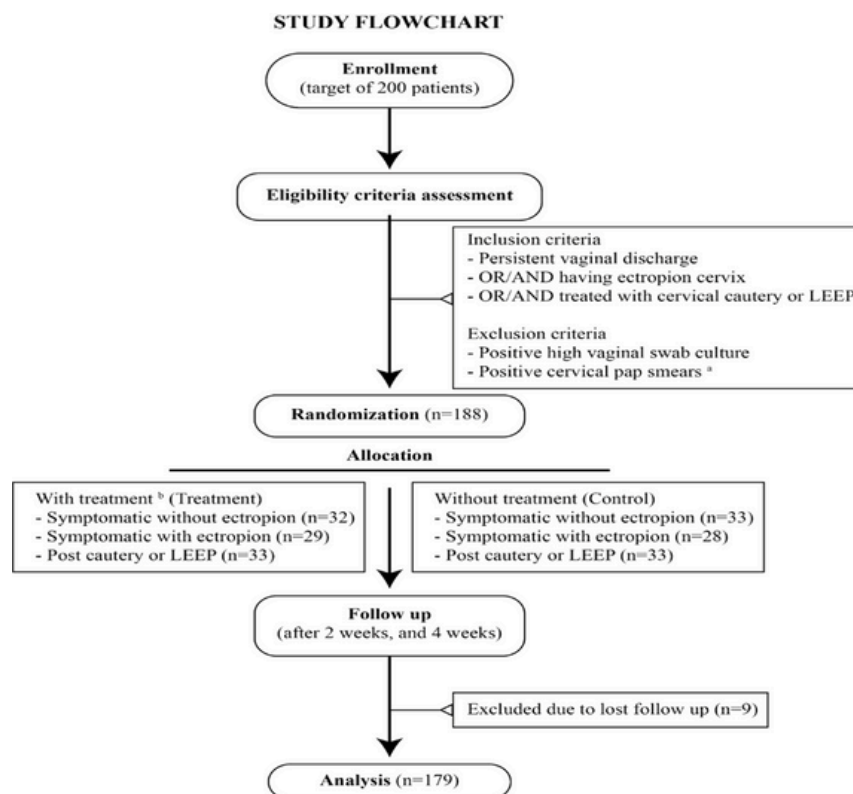 STUDY FLOWCHART
Enrollment
(target of 200 patients)
Eligibility criteria assessment
Inclusion criteria
- Persistent vaginal discharge
- OR/AND having ectropion cervix
- OR/AND treated with cervical cautery or LEEP
Exclusion criteria
- Positive high vaginal swab culture
- Positive cervical pap smears ᵃ
Randomization (n=188)
Allocation
With treatment ᵇ (Treatment)
- Symptomatic without ectropion (n=32)
- Symptomatic with ectropion (n=29)
- Post cautery or LEEP (n=33)
Without treatment (Control)
- Symptomatic without ectropion (n=33)
- Symptomatic with ectropion (n=28)
- Post cautery or LEEP (n=33)
Follow up
(after 2 weeks, and 4 weeks)
Excluded due to lost follow up (n=9)
Analysis (n=179)